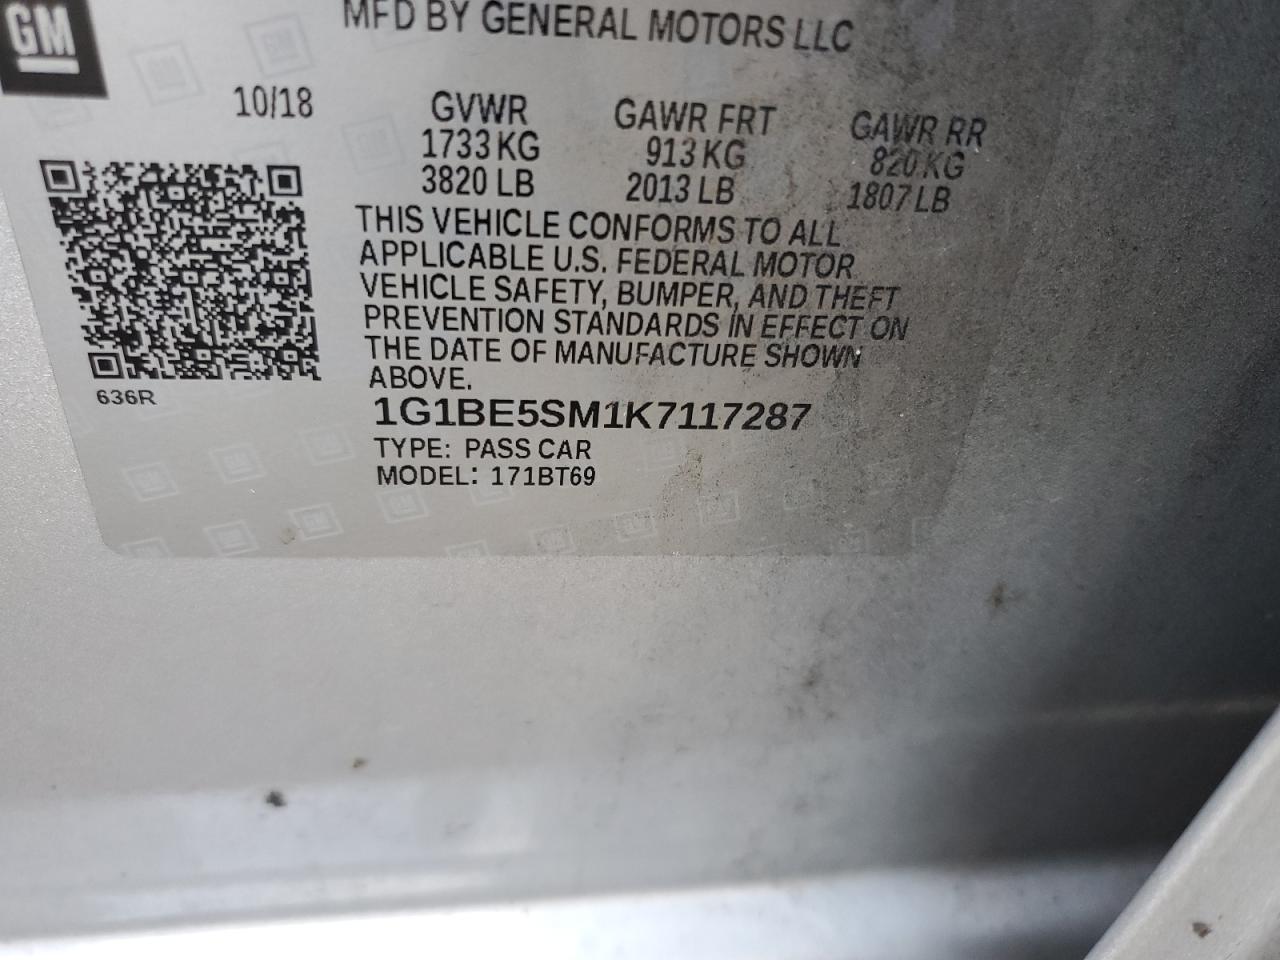 GM
MFD BY GENERAL MOTORS LLC
10/18
GVWR GAWR FRT GAWR RR
1733 KG 913 KG 820 KG
3820 LB 2013 LB 1807 LB
THIS VEHICLE CONFORMS TO ALL
APPLICABLE U.S. FEDERAL MOTOR
VEHICLE SAFETY, BUMPER, AND THEFT
PREVENTION STANDARDS IN EFFECT ON
THE DATE OF MANUFACTURE SHOWN
ABOVE.
636R
1G1BE5SM1K7117287
TYPE: PASS CAR
MODEL: 171BT69